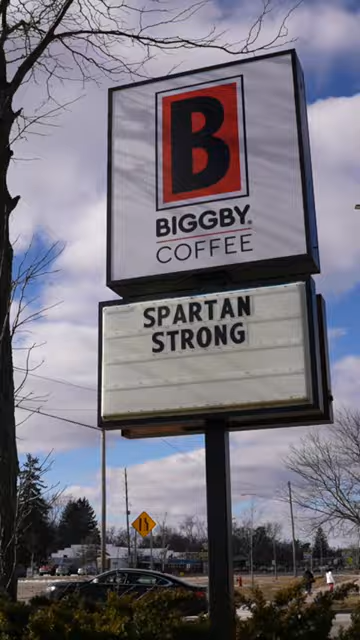 B
BIGGBY.
COFFEE
SPARTAN
STRONG